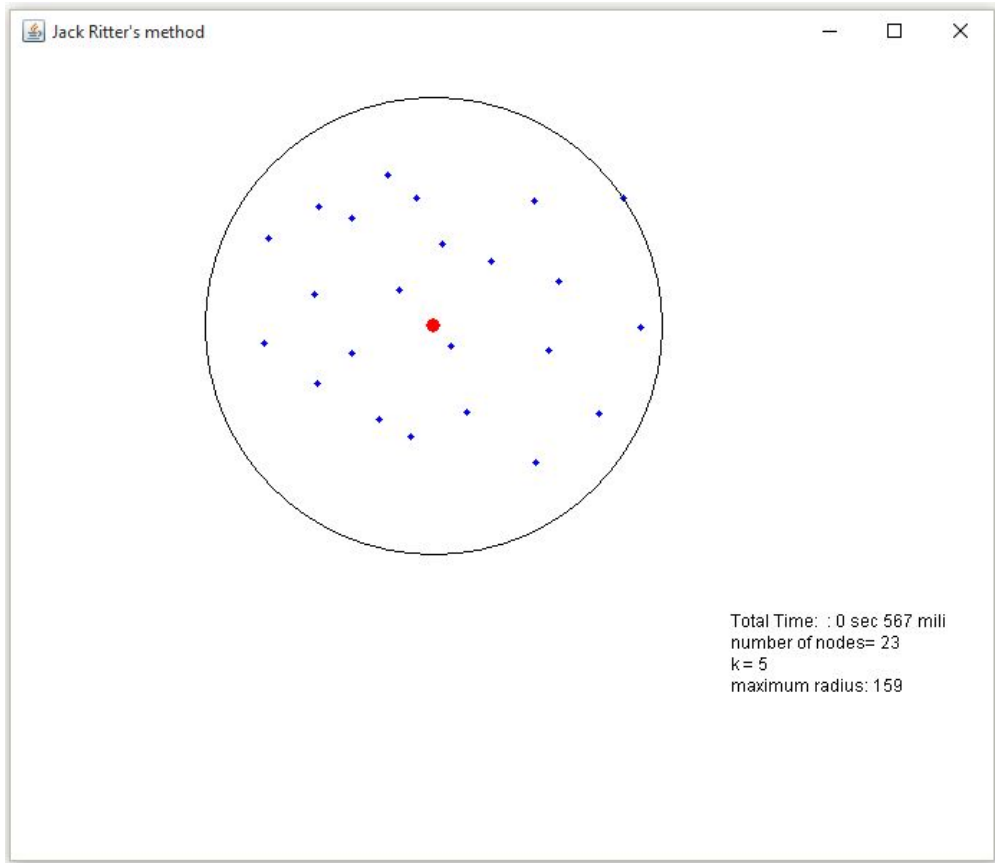 Jack Ritter's method
Total Time: : 0 sec 567 mili
number of nodes= 23
k = 5
maximum radius: 159